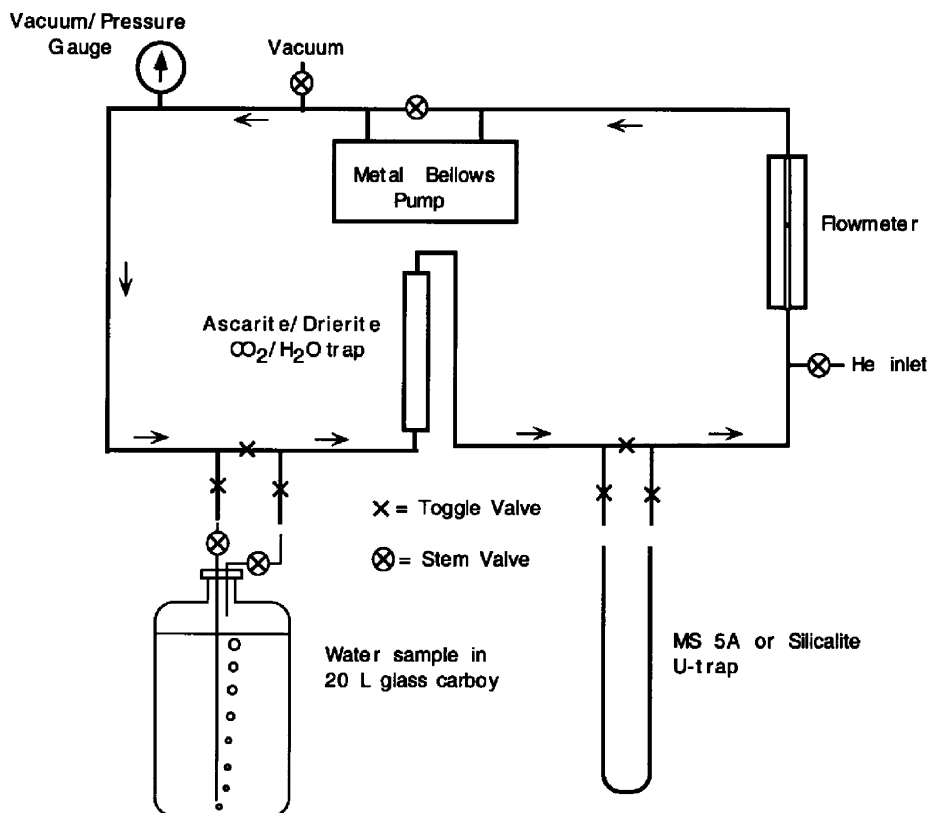 Vacuum/Pressure
Gauge
Vacuum
Metal Bellows
Pump
Flowmeter
Ascarite/Drierite
CO2/H2O trap
He inlet
X = Toggle Valve
⊗= Stem Valve
Water sample in
20 L glass carboy
MS 5A or Silicalite
U-trap